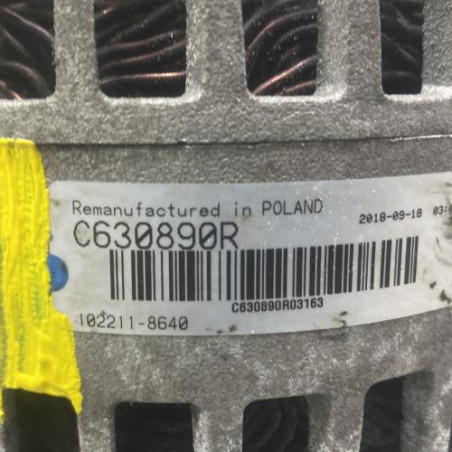 Remanufactured in POLAND
2018-09-18
C630890R
C630890R03163
102211-8640